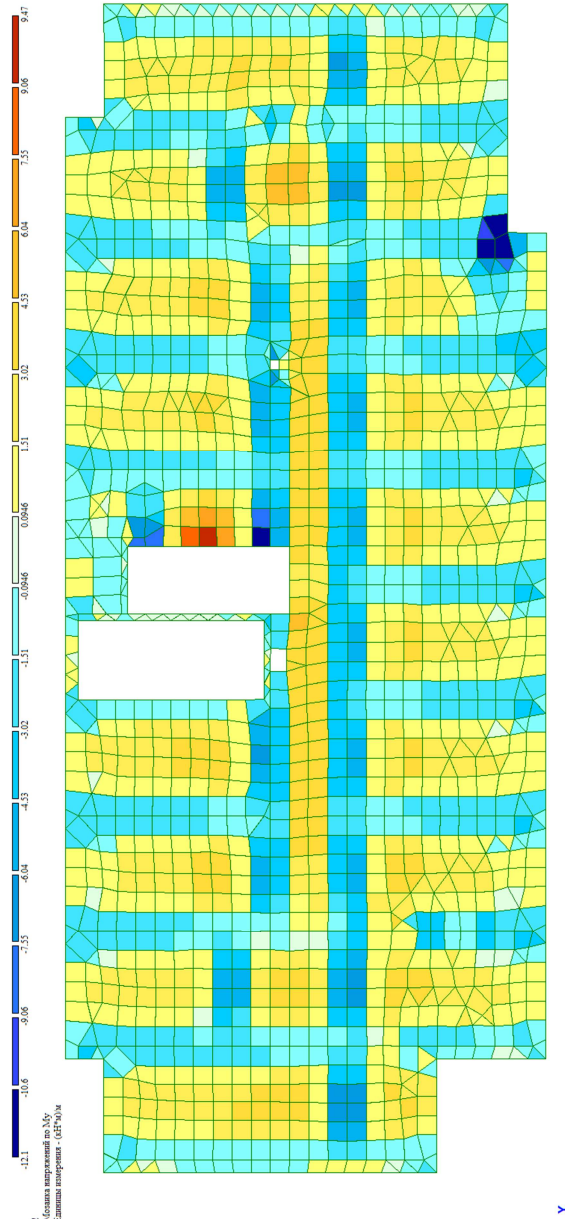 -12.1 -10.6 -9.06 -7.55 -6.04 -4.53 -3.02 -1.51 -0.0946 0.0946 1.51 3.02 4.53 6.04 7.55 9.06 9.47
Мозаика напряжений по My
Единицы измерения - (кН*м)/м
Y